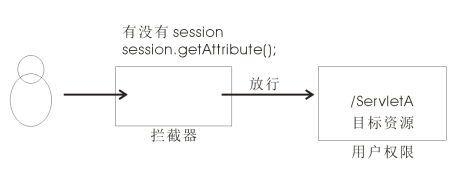 有没有 session
session.getAttribute();
放行
/ServletA
目标资源
拦截器
用户权限